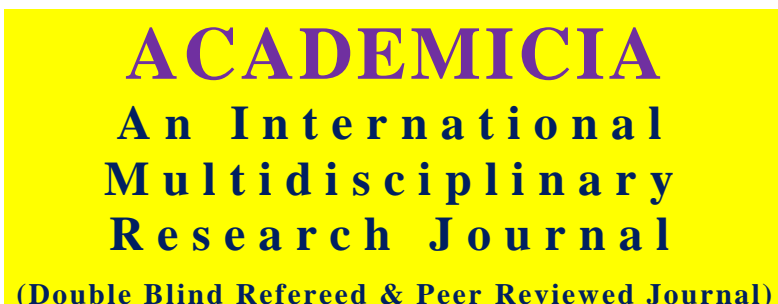 ACADEMICIA
An International
Multidisciplinary
Research Journal
(Double Blind Refereed & Peer Reviewed Journal)